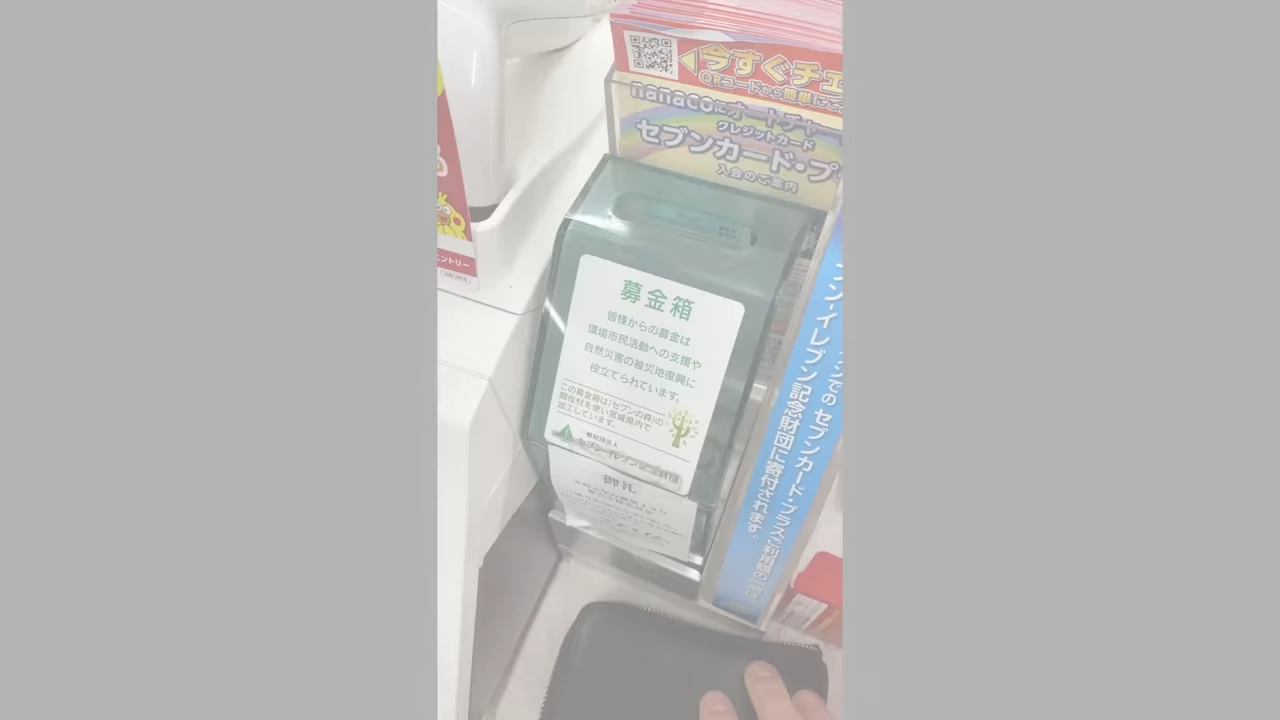 今すぐチェ
QRコードから簡単にご
nanacoにオートチャー
クレジットカード
セブンカード・プ
入会のご案内
ントリー
募金箱
皆様からの募金は
環境市民活動への支援や
自然災害の被災地復興に
役立てられています。
この募金箱は「セブンの森」の
間伐材を使い宮城県内で
加工しています。
一般財団法人
セブン-イレブン記念財団
御礼
でのセブンカード・プラスご利用額の一部は
ン-イレブン記念財団に寄付されます。